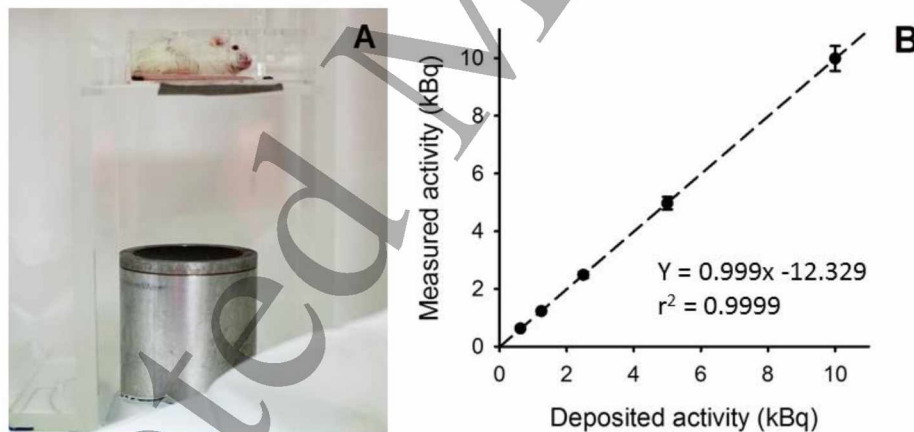 A
B
Measured activity (kBq)
10
8
6
4
2
0
Y = 0.999x -12.329
r² = 0.9999
0 2 4 6 8 10
Deposited activity (kBq)